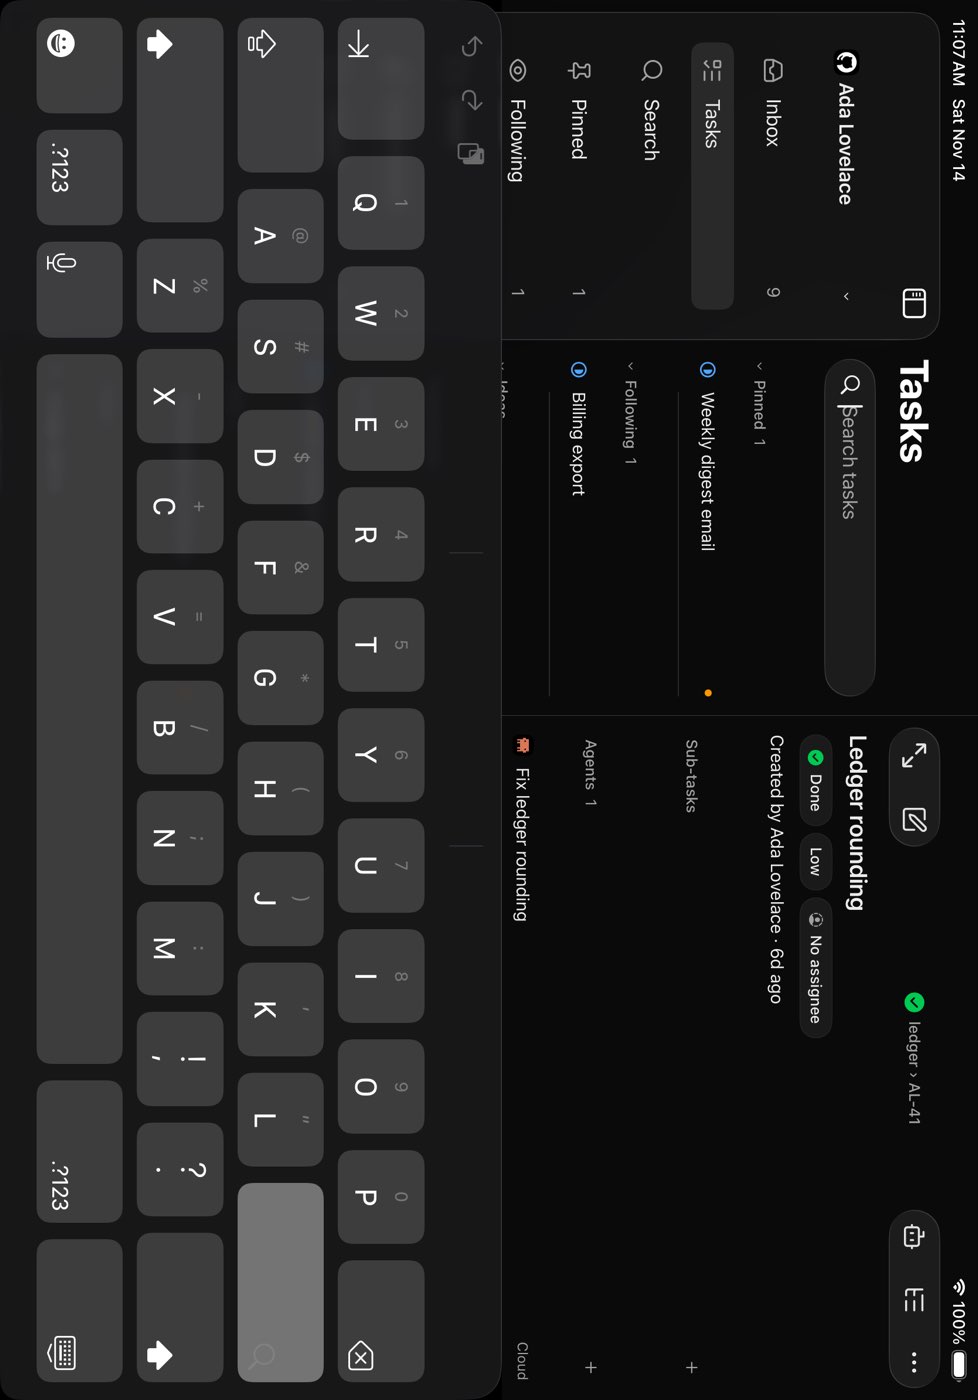 11:07 AM Sat Nov 14
100%
Ada Lovelace
Inbox 9
Tasks
Search
Pinned 1
Following 1
Tasks
Search tasks
Pinned 1
Weekly digest email
Following 1
Billing export
Ideas
ledger › AL-41
Ledger rounding
Done
Low
No assignee
Created by Ada Lovelace · 6d ago
Sub-tasks
Agents 1
Fix ledger rounding
Cloud
1 2 3 4 5 6 7 8 9 0
Q W E R T Y U I O P
@ # $ & * ( ) ' "
A S D F G H J K L
% - + = / ; : ! ?
Z X C V B N M , .
.?123
.?123